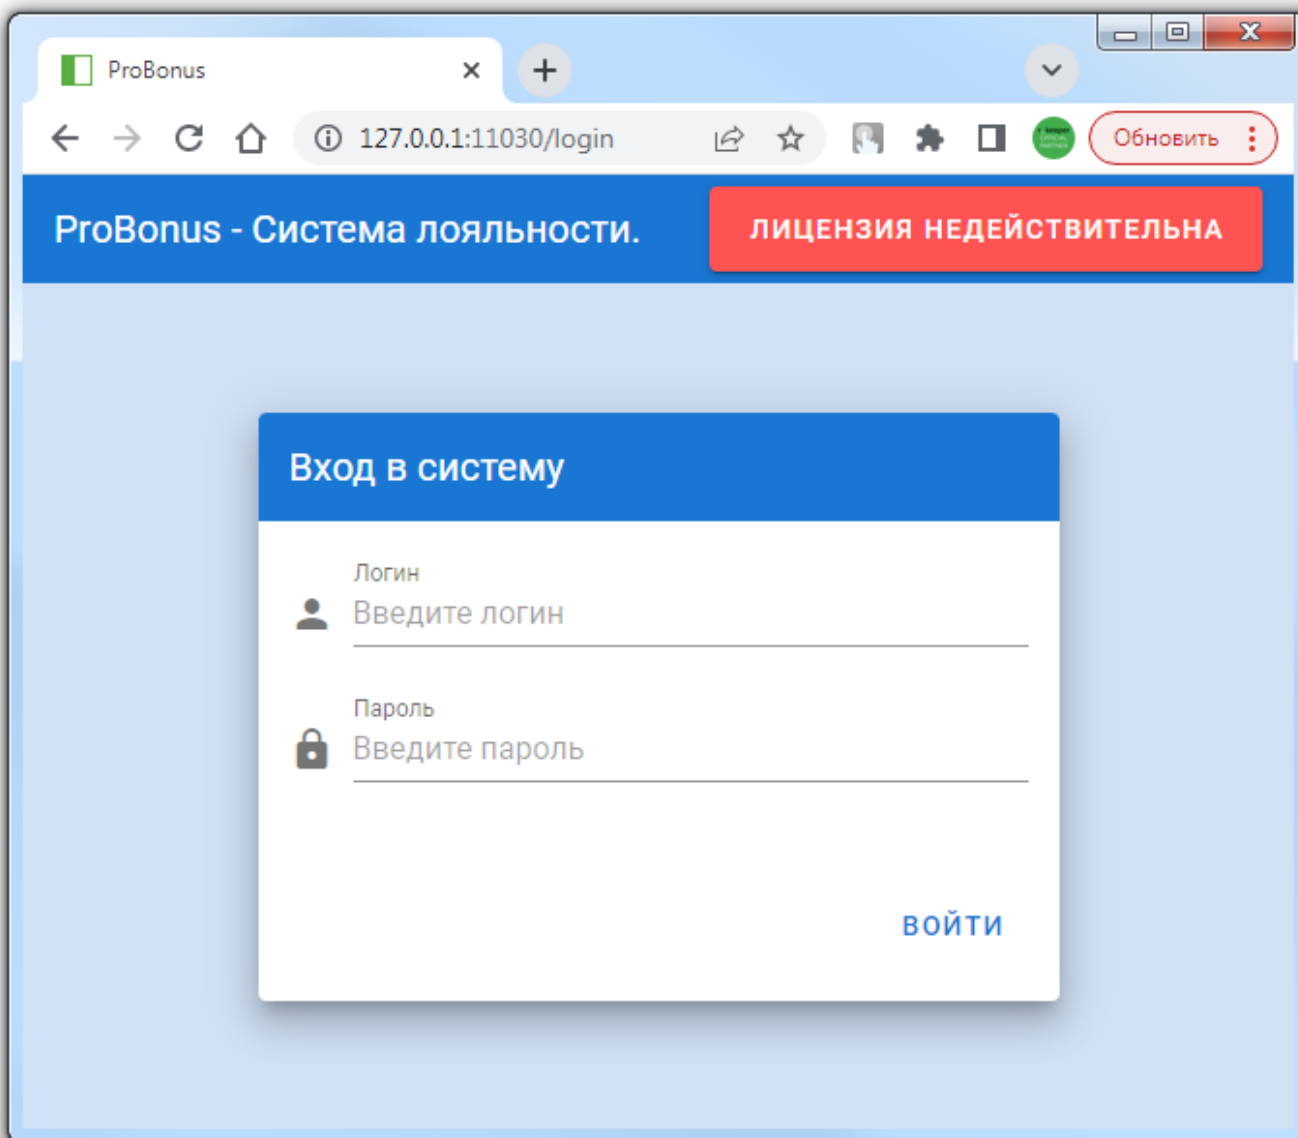 ProBonus
127.0.0.1:11030/login
Обновить
ProBonus - Система лояльности.
ЛИЦЕНЗИЯ НЕДЕЙСТВИТЕЛЬНА
Вход в систему
Логин
Введите логин
Пароль
Введите пароль
ВОЙТИ